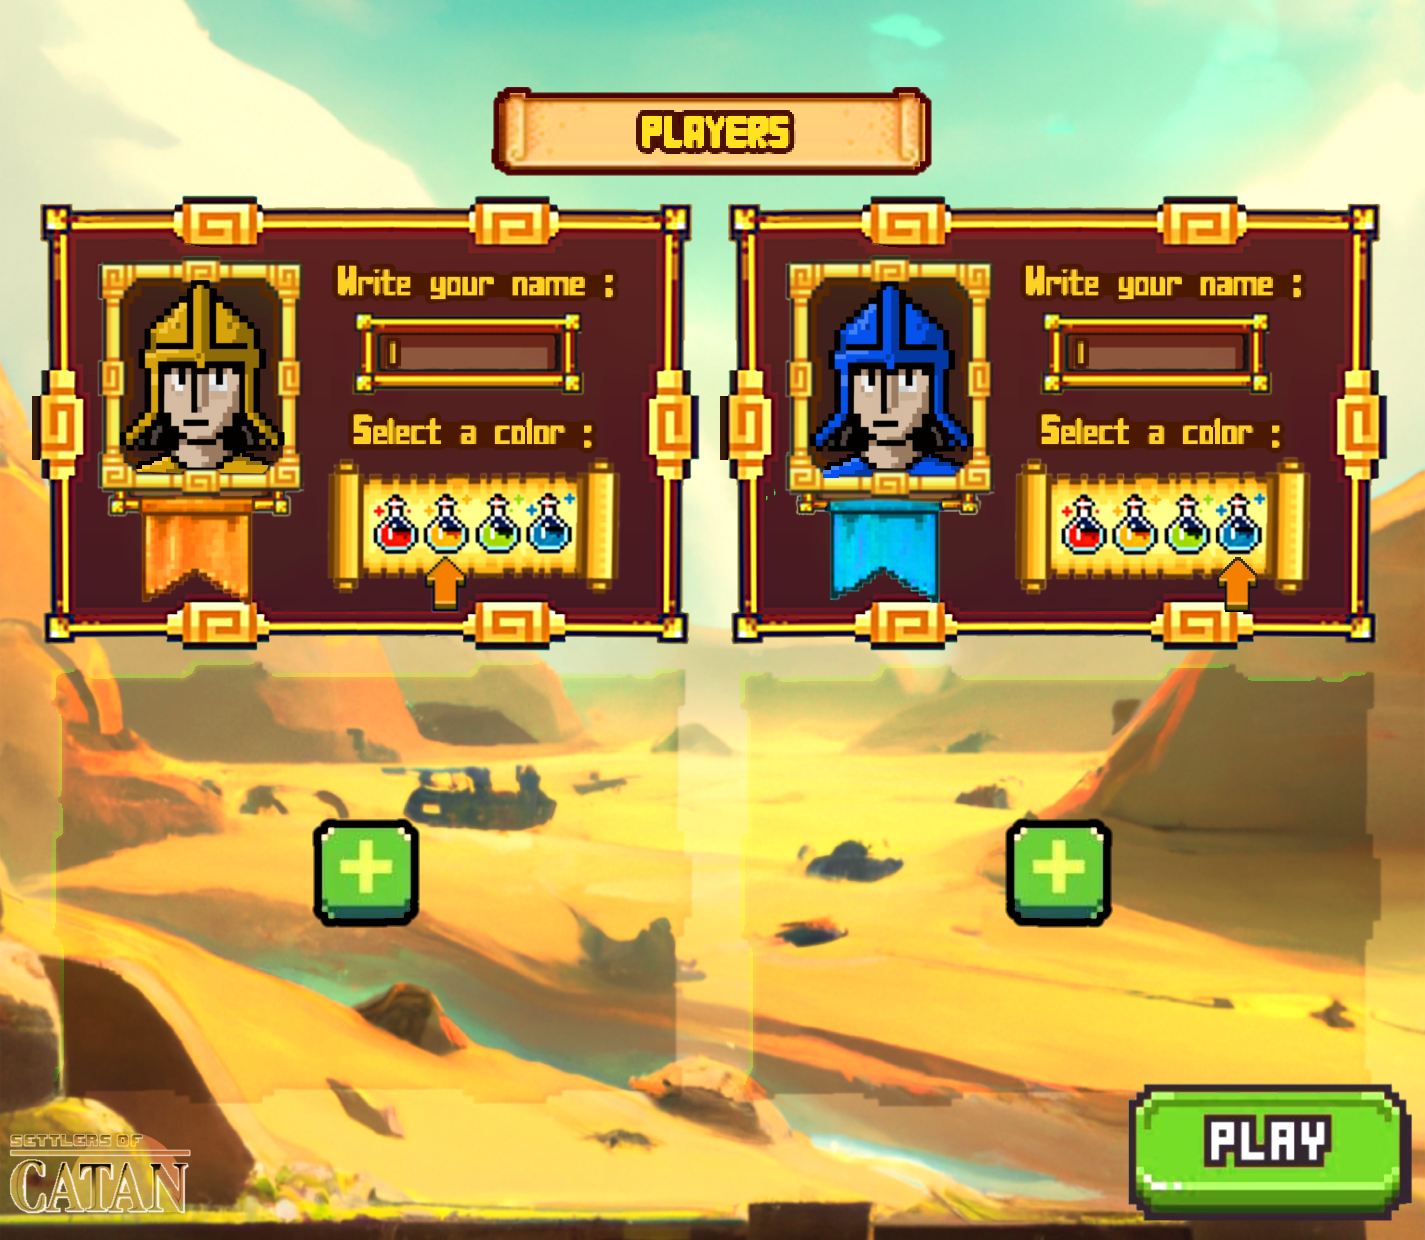 PLAYERS
Write your name :
Select a color :
Write your name :
Select a color :
PLAY
SETTLERS OF
CATAN